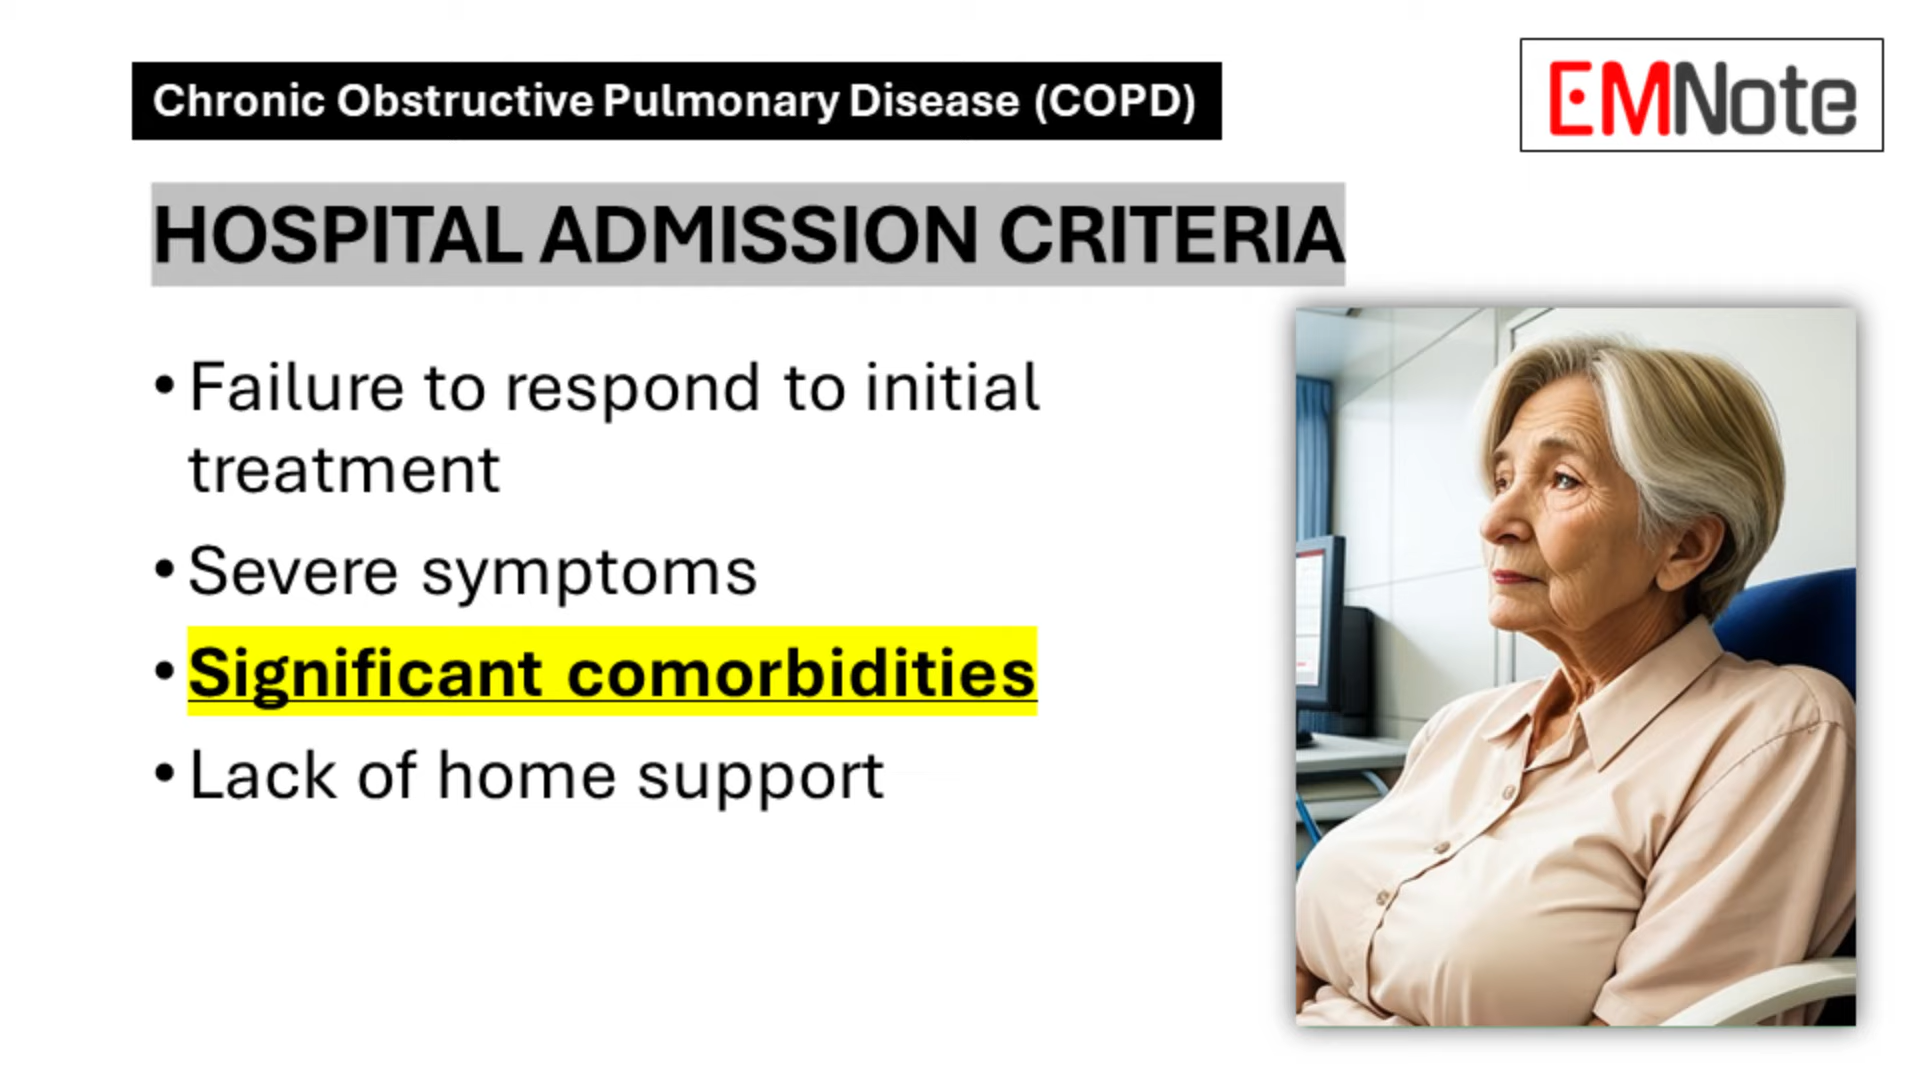 Chronic Obstructive Pulmonary Disease (COPD)
EMNote
HOSPITAL ADMISSION CRITERIA
• Failure to respond to initial
treatment
• Severe symptoms
• Significant comorbidities
• Lack of home support